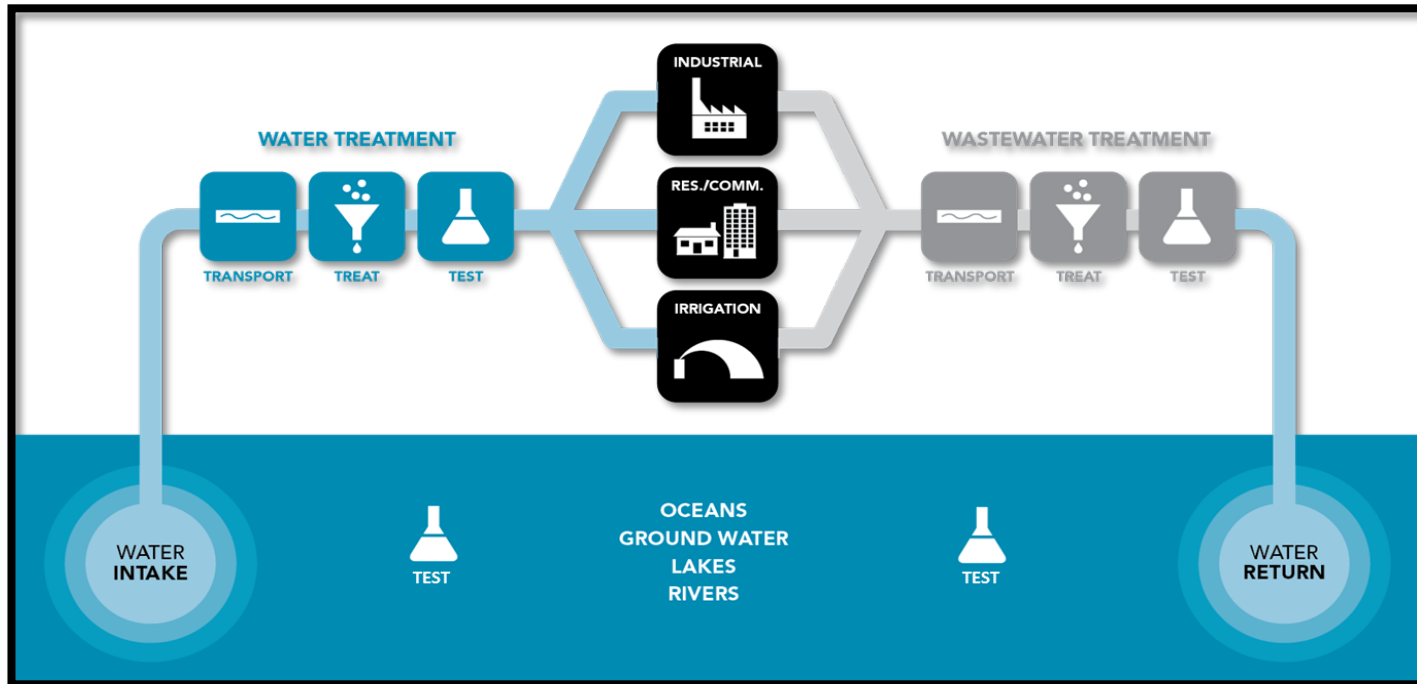 INDUSTRIAL
WATER TREATMENT
WASTEWATER TREATMENT
RES./COMM.
TRANSPORT
TREAT
TEST
TRANSPORT
TREAT
TEST
IRRIGATION
WATER
INTAKE
TEST
OCEANS
GROUND WATER
LAKES
RIVERS
TEST
WATER
RETURN